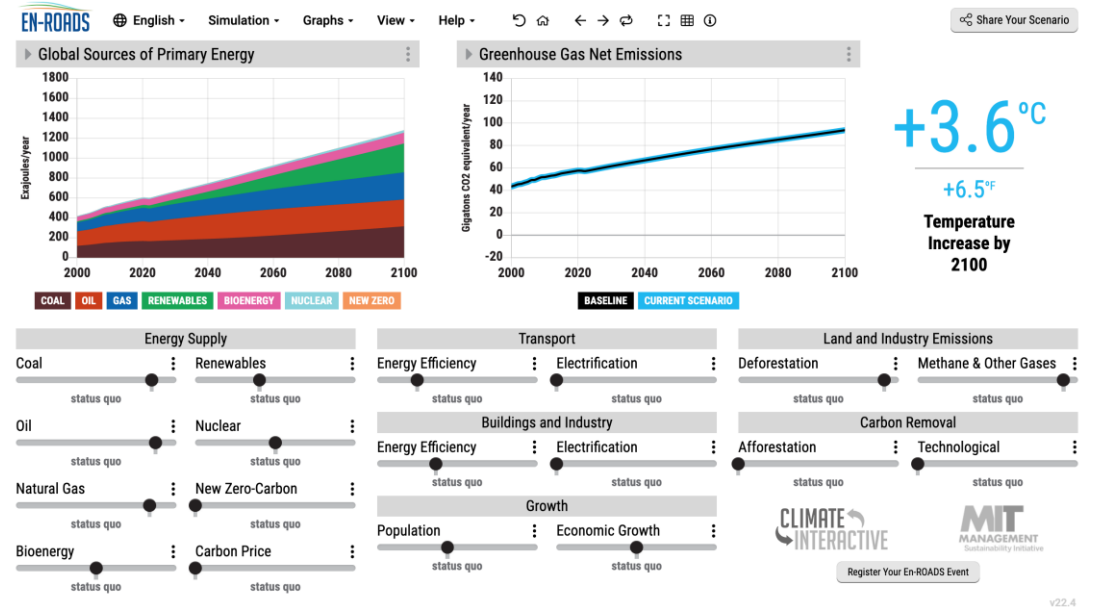 EN-ROADS English Simulation Graphs View Help Share Your Scenario
Global Sources of Primary Energy
1800
1600
1400
1200
1000
800
600
400
200
0
Exajoules/year
2000 2020 2040 2060 2080 2100
COAL OIL GAS RENEWABLES BIOENERGY NUCLEAR NEW ZERO
Greenhouse Gas Net Emissions
140
120
100
80
60
40
20
0
-20
Gigatons CO2 equivalent/year
2000 2020 2040 2060 2080 2100
BASELINE CURRENT SCENARIO
+3.6°C
+6.5°F
Temperature
Increase by
2100
Energy Supply
Coal Renewables
status quo status quo
Oil Nuclear
status quo status quo
Natural Gas New Zero-Carbon
status quo status quo
Bioenergy Carbon Price
status quo status quo
Transport
Energy Efficiency Electrification
status quo status quo
Buildings and Industry
Energy Efficiency Electrification
status quo status quo
Growth
Population Economic Growth
status quo status quo
Land and Industry Emissions
Deforestation Methane & Other Gases
status quo status quo
Carbon Removal
Afforestation Technological
status quo status quo
CLIMATE
INTERACTIVE
MIT
MANAGEMENT
Sustainability Initiative
Register Your En-ROADS Event
v22.4